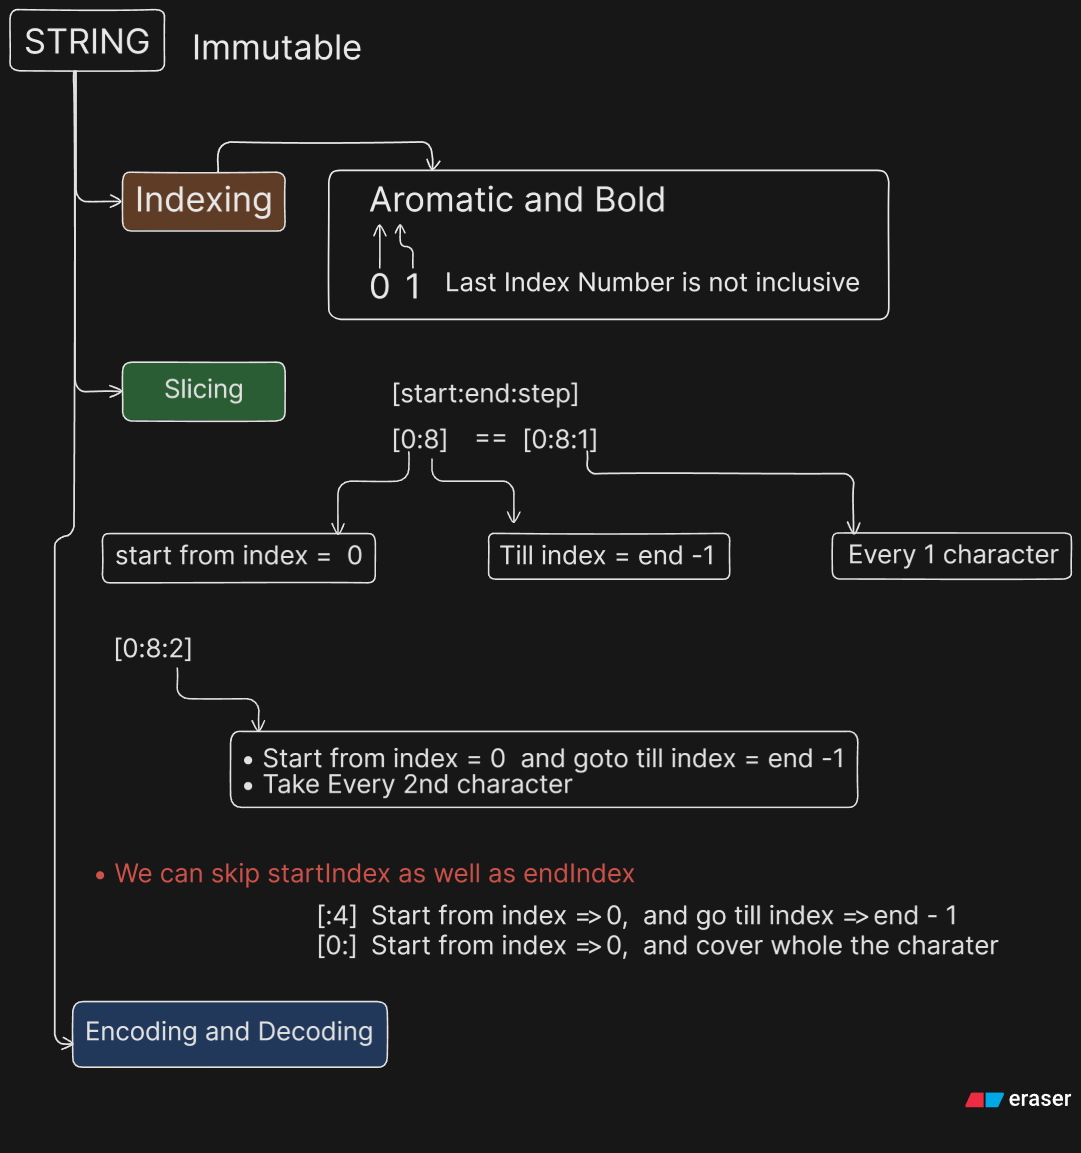 STRING
Immutable
Indexing
Aromatic and Bold
0 1 Last Index Number is not inclusive
Slicing
[start:end:step]
[0:8] == [0:8:1]
start from index = 0
Till index = end -1
Every 1 character
[0:8:2]
• Start from index = 0 and goto till index = end -1
• Take Every 2nd character
• We can skip startIndex as well as endIndex
[:4] Start from index => 0, and go till index => end - 1
[0:] Start from index => 0, and cover whole the charater
Encoding and Decoding
eraser